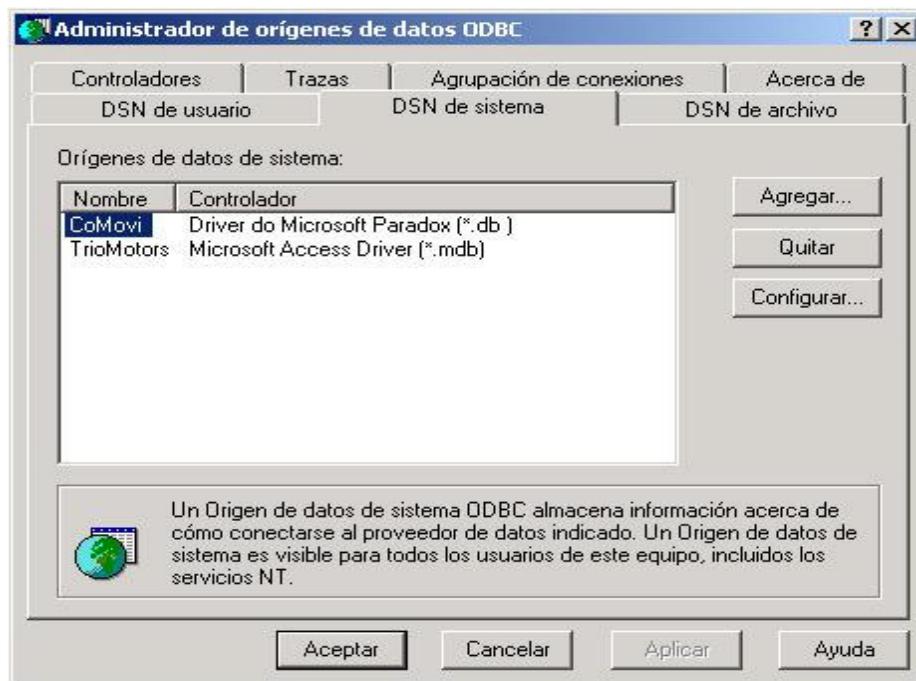 Administrador de orígenes de datos ODBC
Controladores Trazas Agrupación de conexiones Acerca de
DSN de usuario DSN de sistema DSN de archivo
Orígenes de datos de sistema:
Nombre Controlador
CoMovi Driver do Microsoft Paradox (*.db )
TrioMotors Microsoft Access Driver (*.mdb)
Agregar...
Quitar
Configurar...
Un Origen de datos de sistema ODBC almacena información acerca de
cómo conectarse al proveedor de datos indicado. Un Origen de datos de
sistema es visible para todos los usuarios de este equipo, incluidos los
servicios NT.
Aceptar Cancelar Aplicar Ayuda